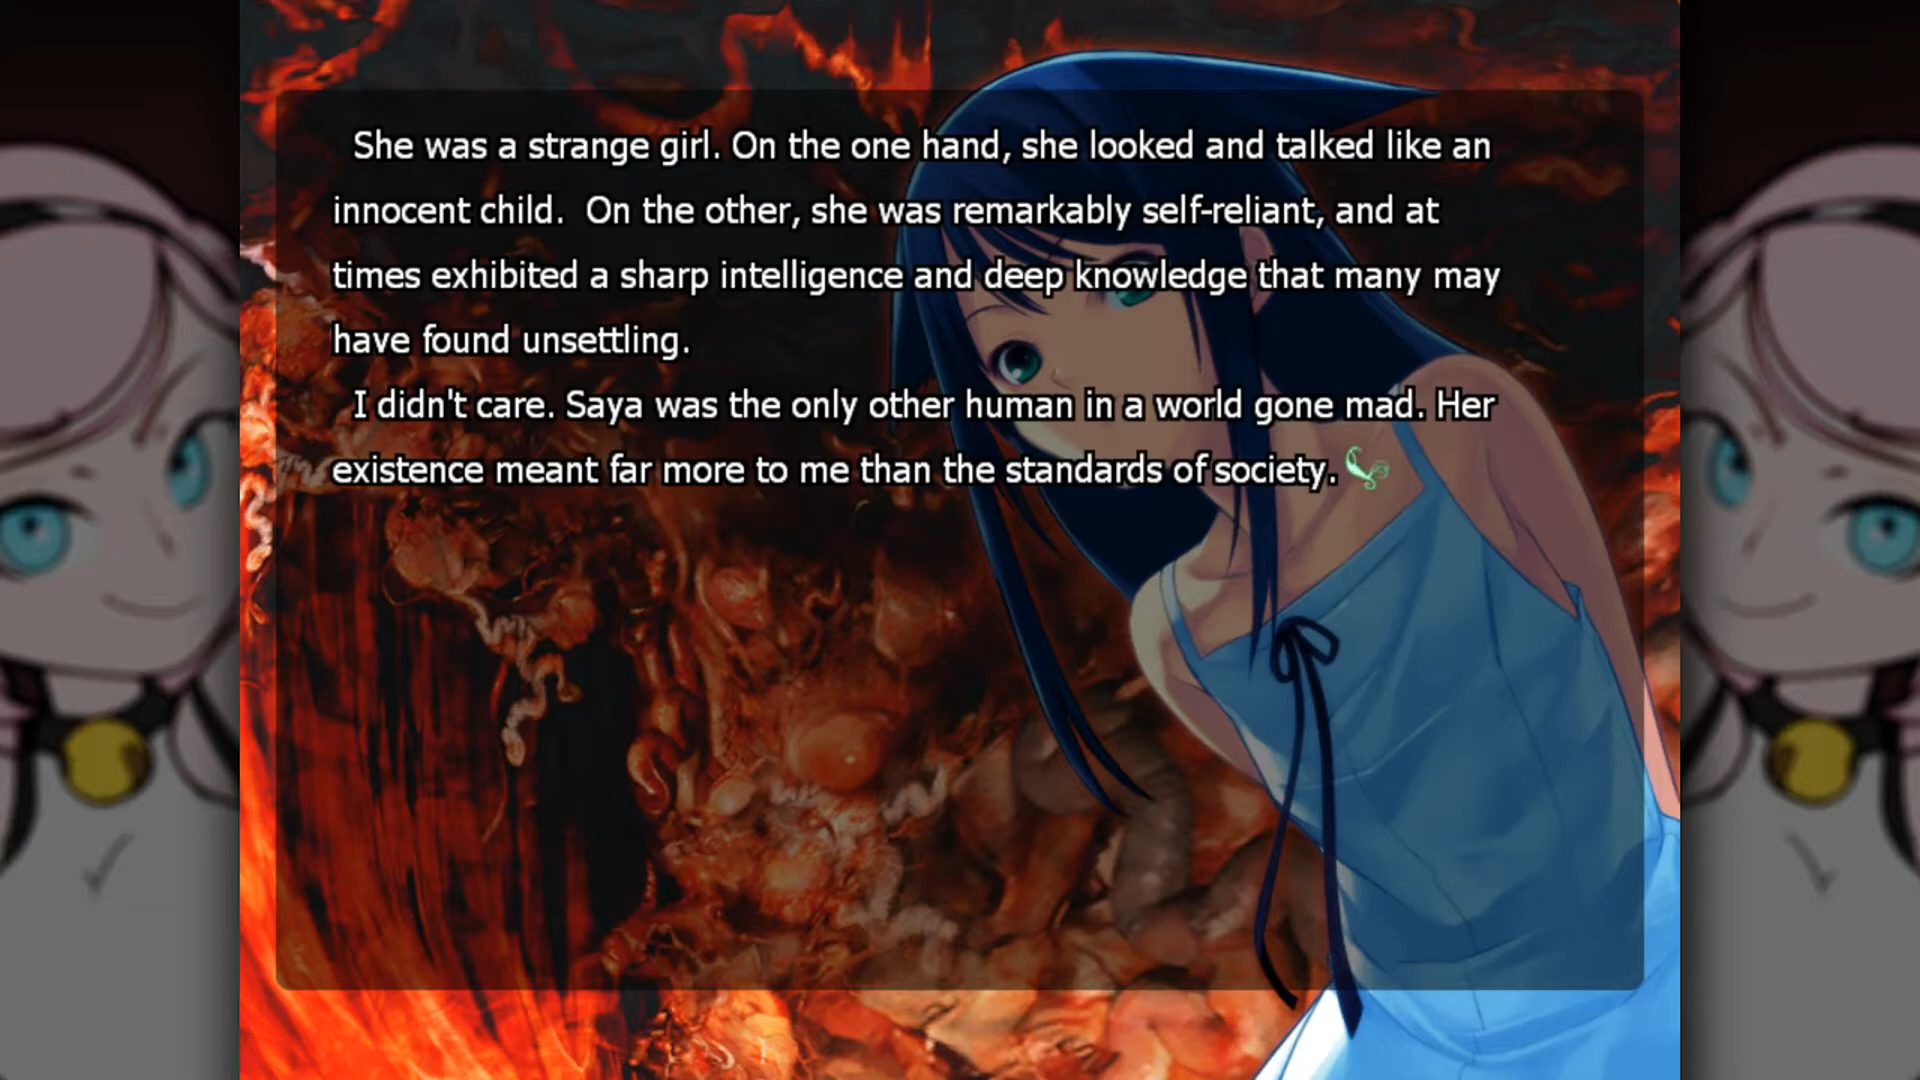 She was a strange girl. On the one hand, she looked and talked like an
innocent child.  On the other, she was remarkably self-reliant, and at
times exhibited a sharp intelligence and deep knowledge that many may
have found unsettling.
I didn't care. Saya was the only other human in a world gone mad. Her
existence meant far more to me than the standards of society.